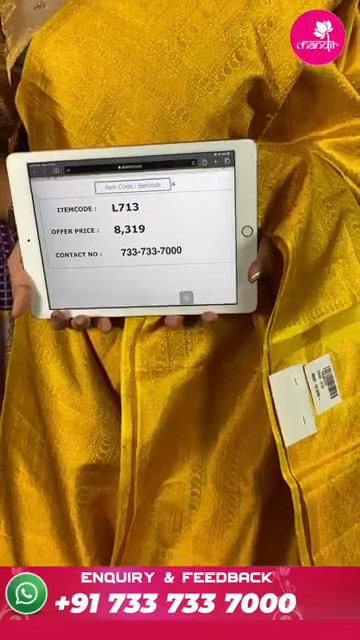 mandir
Item Code / Barcode
ITEMCODE : L713
OFFER PRICE : 8,319
CONTACT NO : 733-733-7000
ENQUIRY & FEEDBACK
+91 733 733 7000